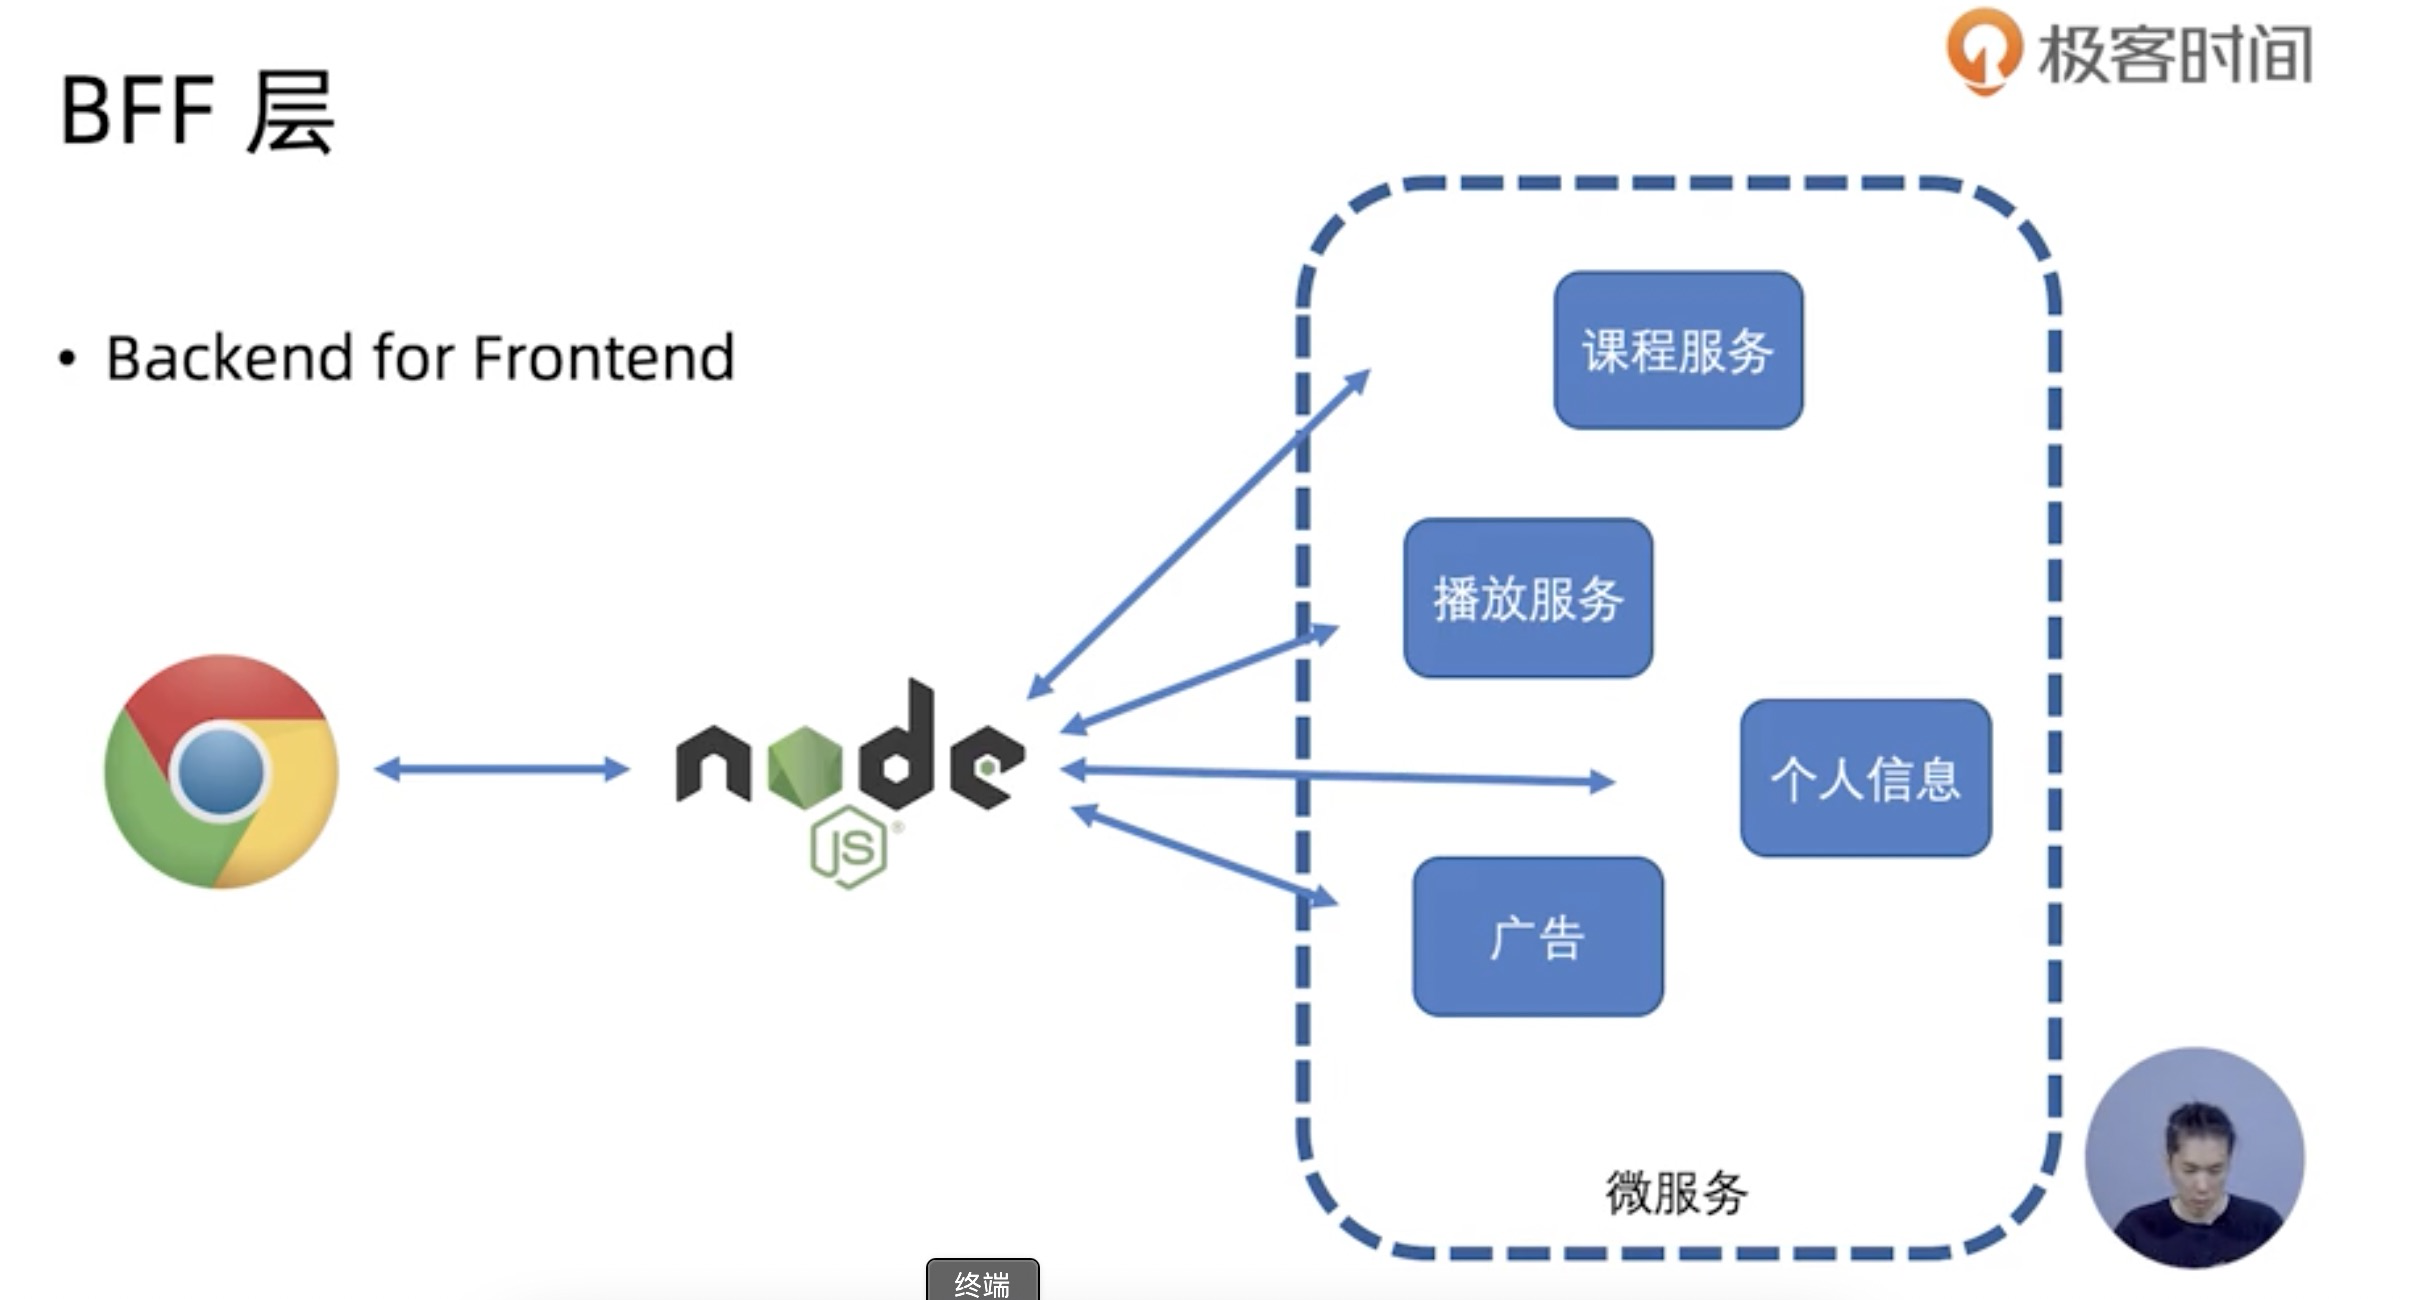 极客时间
BFF 层
Backend for Frontend
课程服务
播放服务
个人信息
node
JS
广告
微服务
终端